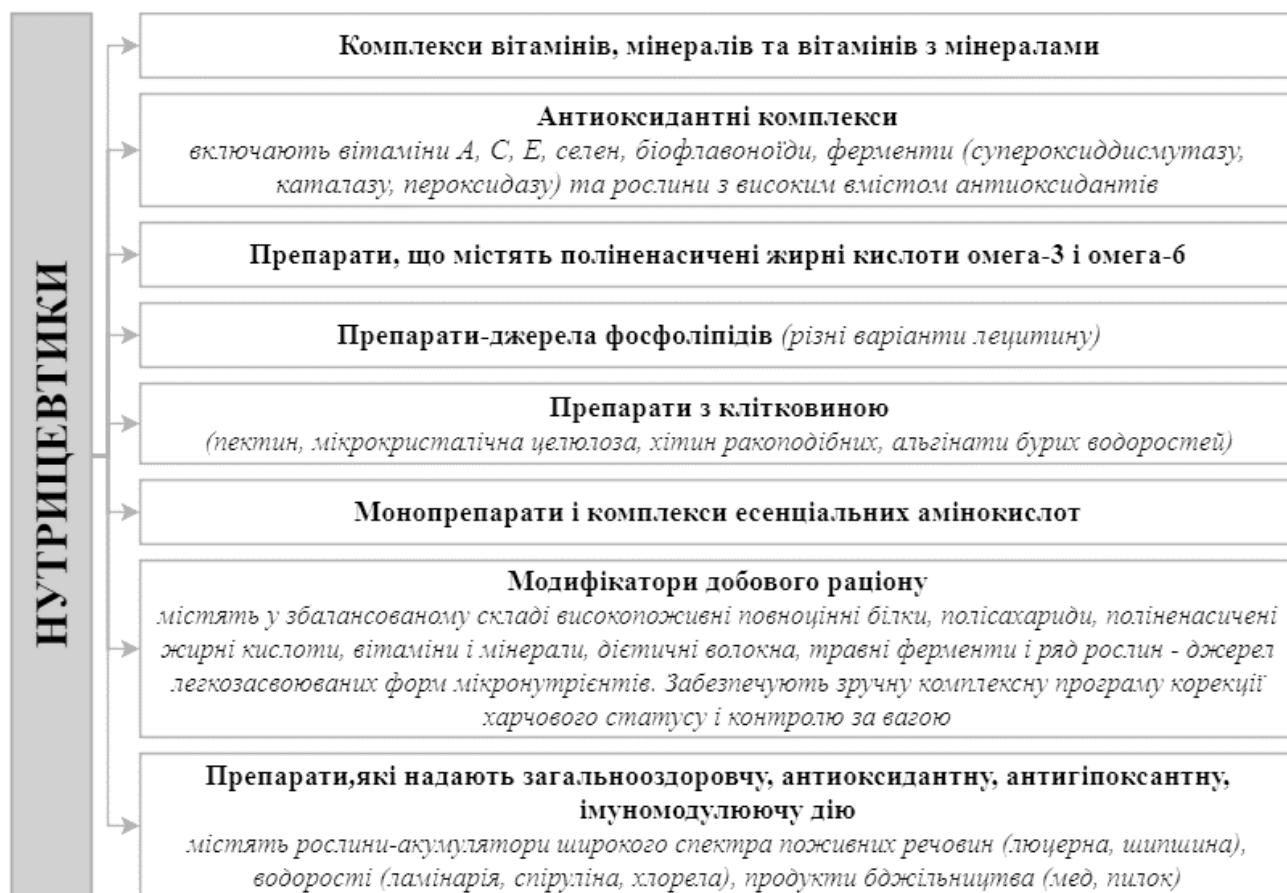 НУТРИЦЕВТИКИ
Комплекси вітамінів, мінералів та вітамінів з мінералами
Антиоксидантні комплекси
включають вітаміни А, С, Е, селен, біофлавоноїди, ферменти (супероксиддисмутазу,
каталазу, пероксидазу) та рослини з високим вмістом антиоксидантів
Препарати, що містять поліненасичені жирні кислоти омега-3 і омега-6
Препарати-джерела фосфоліпідів (різні варіанти лецитину)
Препарати з клітковиною
(пектин, мікрокристалічна целюлоза, хітин ракоподібних, альгінати бурих водоростей)
Монопрепарати і комплекси есенціальних амінокислот
Модифікатори добового раціону
містять у збалансованому складі високопоживні повноцінні білки, полісахариди, поліненасичені
жирні кислоти, вітаміни і мінерали, дієтичні волокна, травні ферменти і ряд рослин - джерел
легкозасвоюваних форм мікронутрієнтів. Забезпечують зручну комплексну програму корекції
харчового статусу і контролю за вагою
Препарати,які надають загальнооздоровчу, антиоксидантну, антигіпоксантну,
імуномодулюючу дію
містять рослини-акумулятори широкого спектра поживних речовин (люцерна, шипшина),
водорості (ламінарія, спіруліна, хлорела), продукти бджільництва (мед, пилок)